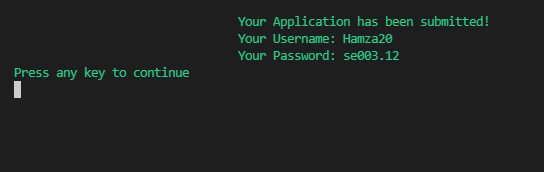 Your Application has been submitted!
Your Username: Hamza20
Your Password: se003.12
Press any key to continue